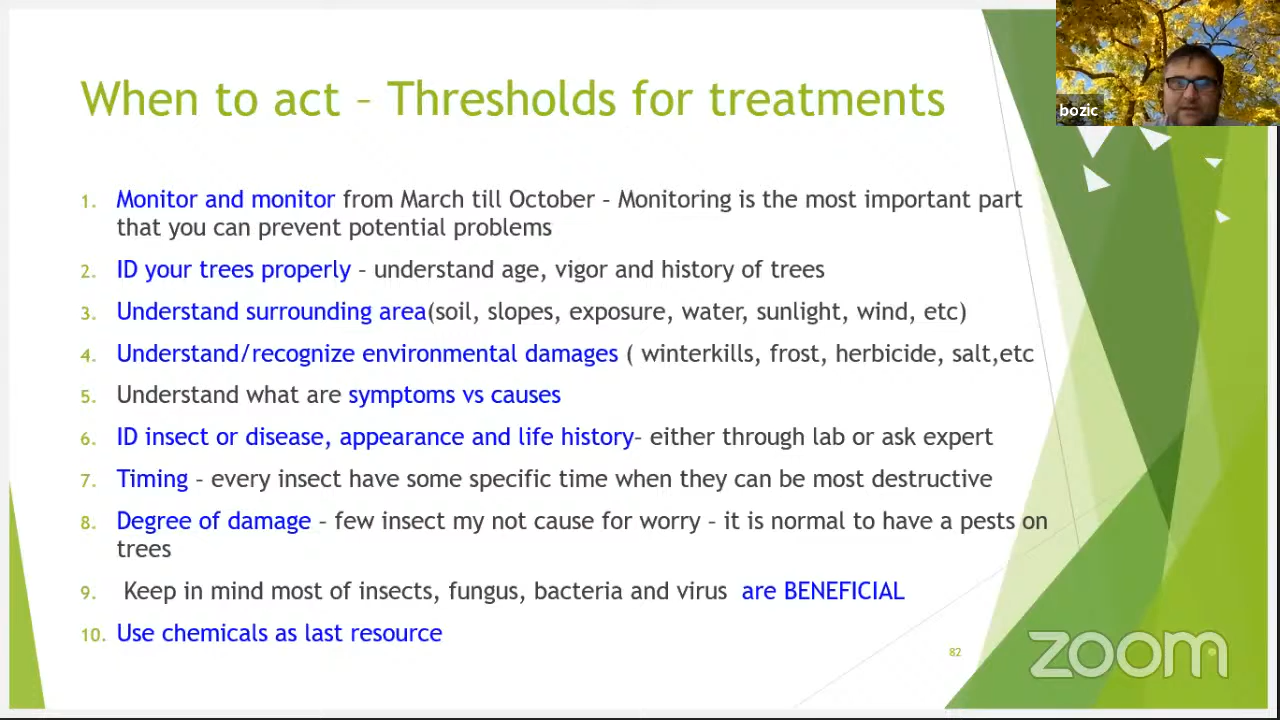 When to act – Thresholds for treatments
bozic
1. Monitor and monitor from March till October – Monitoring is the most important part
that you can prevent potential problems
2. ID your trees properly – understand age, vigor and history of trees
3. Understand surrounding area(soil, slopes, exposure, water, sunlight, wind, etc)
4. Understand/recognize environmental damages ( winterkills, frost, herbicide, salt,etc
5. Understand what are symptoms vs causes
6. ID insect or disease, appearance and life history– either through lab or ask expert
7. Timing – every insect have some specific time when they can be most destructive
8. Degree of damage – few insect my not cause for worry – it is normal to have a pests on
trees
9. Keep in mind most of insects, fungus, bacteria and virus are BENEFICIAL
10. Use chemicals as last resource
82
zoom